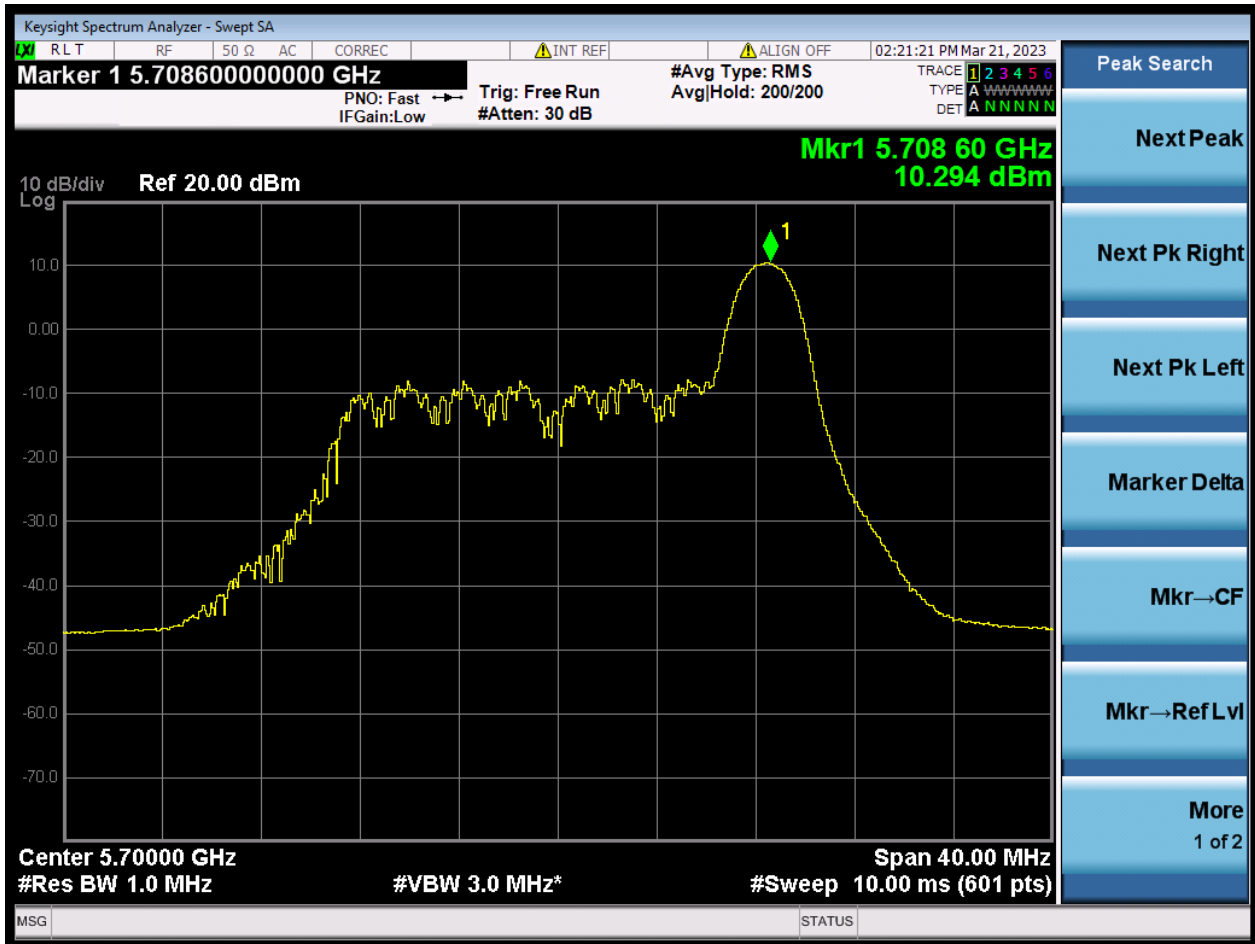 Keysight Spectrum Analyzer - Swept SA
LXI RLT RF 50 Ω AC CORREC INT REF ALIGN OFF 02:21:21 PM Mar 21, 2023
Marker 1 5.708600000000 GHz
PNO: Fast
IFGain:Low
Trig: Free Run
#Atten: 30 dB
#Avg Type: RMS
Avg|Hold: 200/200
TRACE 1 2 3 4 5 6
TYPE A WWWWW
DET A N N N N N
Mkr1 5.708 60 GHz
10.294 dBm
10 dB/div Ref 20.00 dBm
Log
1
10.0
0.00
-10.0
-20.0
-30.0
-40.0
-50.0
-60.0
-70.0
Center 5.70000 GHz Span 40.00 MHz
#Res BW 1.0 MHz #VBW 3.0 MHz* #Sweep 10.00 ms (601 pts)
MSG STATUS
Peak Search
Next Peak
Next Pk Right
Next Pk Left
Marker Delta
Mkr→CF
Mkr→Ref Lvl
More
1 of 2